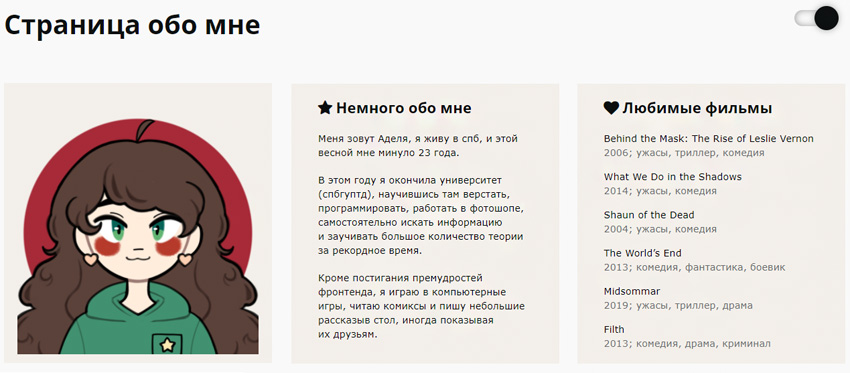 Страница обо мне
Немного обо мне
Меня зовут Аделя, я живу в спб, и этой
весной мне минуло 23 года.
В этом году я окончила университет
(спбгуптд), научившись там верстать,
программировать, работать в фотошопе,
самостоятельно искать информацию
и заучивать большое количество теории
за рекордное время.
Кроме постигания премудростей
фронтенда, я играю в компьютерные
игры, читаю комиксы и пишу небольшие
рассказыв стол, иногда показывая
их друзьям.
Любимые фильмы
Behind the Mask: The Rise of Leslie Vernon
2006; ужасы, триллер, комедия
What We Do in the Shadows
2014; ужасы, комедия
Shaun of the Dead
2004; ужасы, комедия
The World’s End
2013; комедия, фантастика, боевик
Midsommar
2019; ужасы, триллер, драма
Filth
2013; комедия, драма, криминал